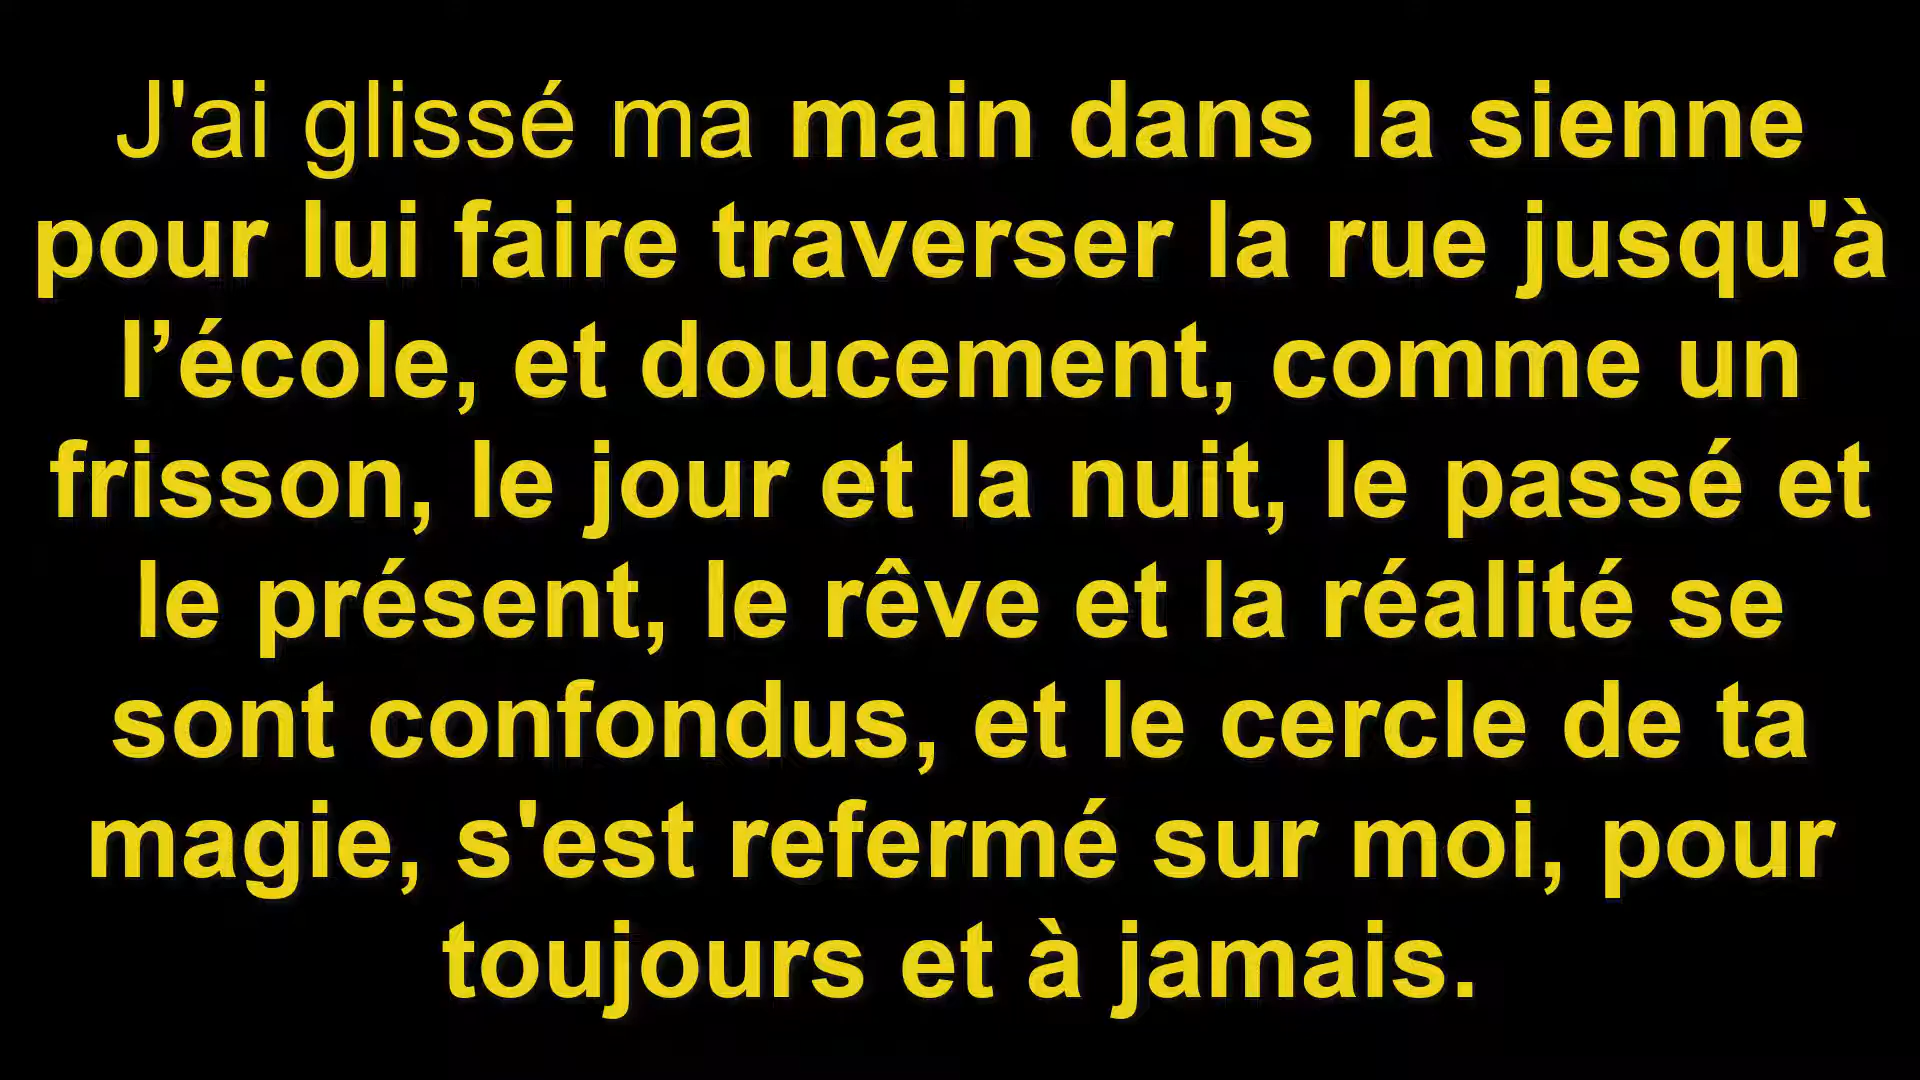 J'ai glissé ma main dans la sienne
pour lui faire traverser la rue jusqu'à
l’école, et doucement, comme un
frisson, le jour et la nuit, le passé et
le présent, le rêve et la réalité se
sont confondus, et le cercle de ta
magie, s'est refermé sur moi, pour
toujours et à jamais.